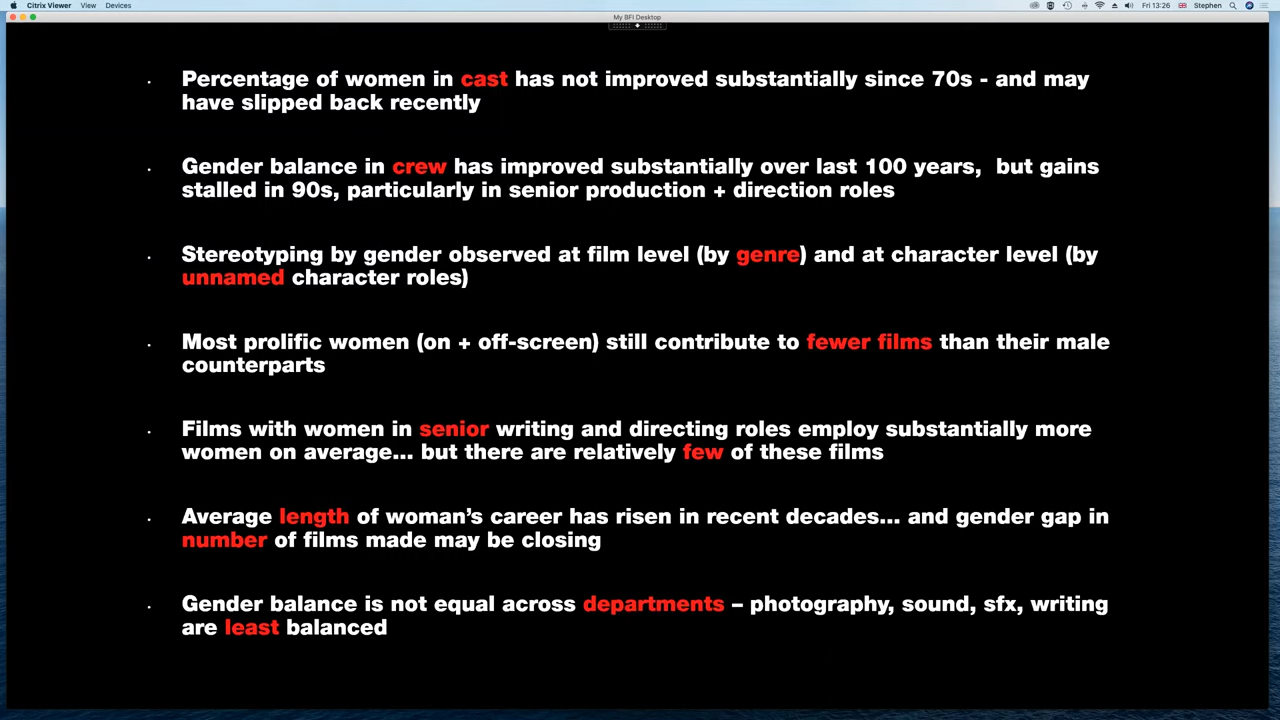 Citrix Viewer View Devices Fri 13:26 Stephen
My BFI Desktop
Percentage of women in cast has not improved substantially since 70s - and may
have slipped back recently
Gender balance in crew has improved substantially over last 100 years,  but gains
stalled in 90s, particularly in senior production + direction roles
Stereotyping by gender observed at film level (by genre) and at character level (by
unnamed character roles)
Most prolific women (on + off-screen) still contribute to fewer films than their male
counterparts
Films with women in senior writing and directing roles employ substantially more
women on average... but there are relatively few of these films
Average length of woman’s career has risen in recent decades... and gender gap in
number of films made may be closing
Gender balance is not equal across departments – photography, sound, sfx, writing
are least balanced